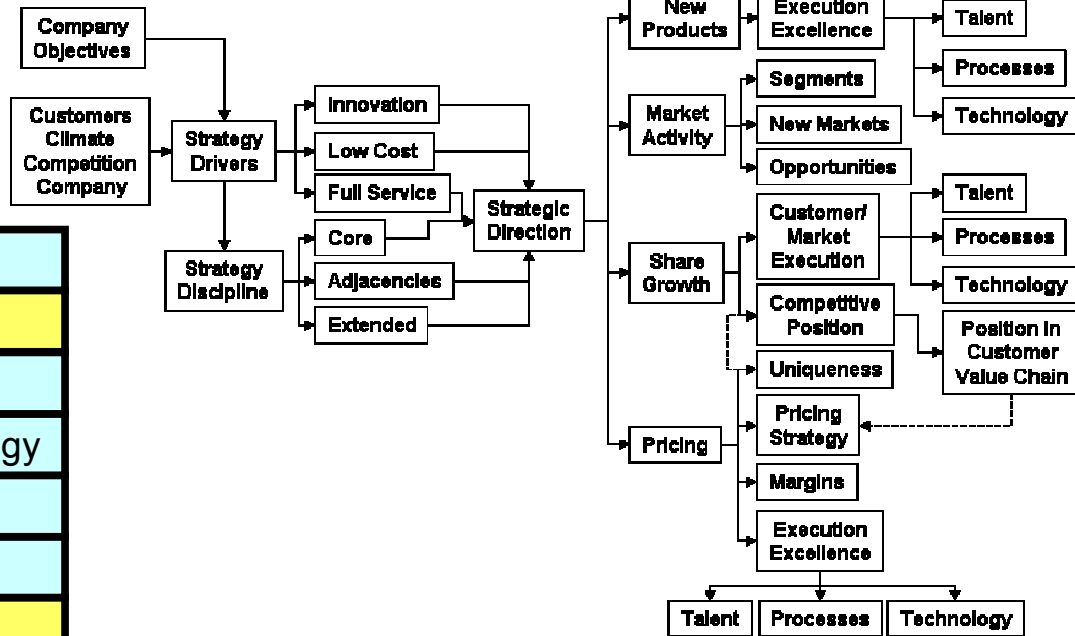 Company
Objectives
Customers
Climate
Competition
Company
Strategy
Drivers
Strategy
Discipline
Innovation
Low Cost
Full Service
Core
Adjacencies
Extended
Strategic
Direction
New
Products
Execution
Excellence
Talent
Processes
Technology
Market
Activity
Segments
New Markets
Opportunities
Share
Growth
Customer/
Market
Execution
Talent
Processes
Technology
Competitive
Position
Position in
Customer
Value Chain
Pricing
Uniqueness
Pricing
Strategy
Margins
Execution
Excellence
Talent
Processes
Technology
gy